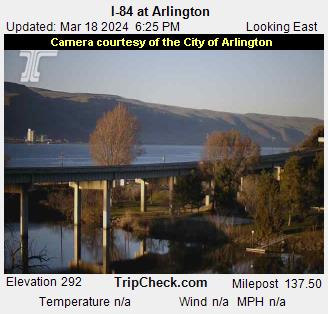 I-84 at Arlington
Updated: Mar 18 2024 6:25 PM Looking East
Camera courtesy of the City of Arlington
Elevation 292 TripCheck.com Milepost 137.50
Temperature n/a Wind n/a MPH n/a